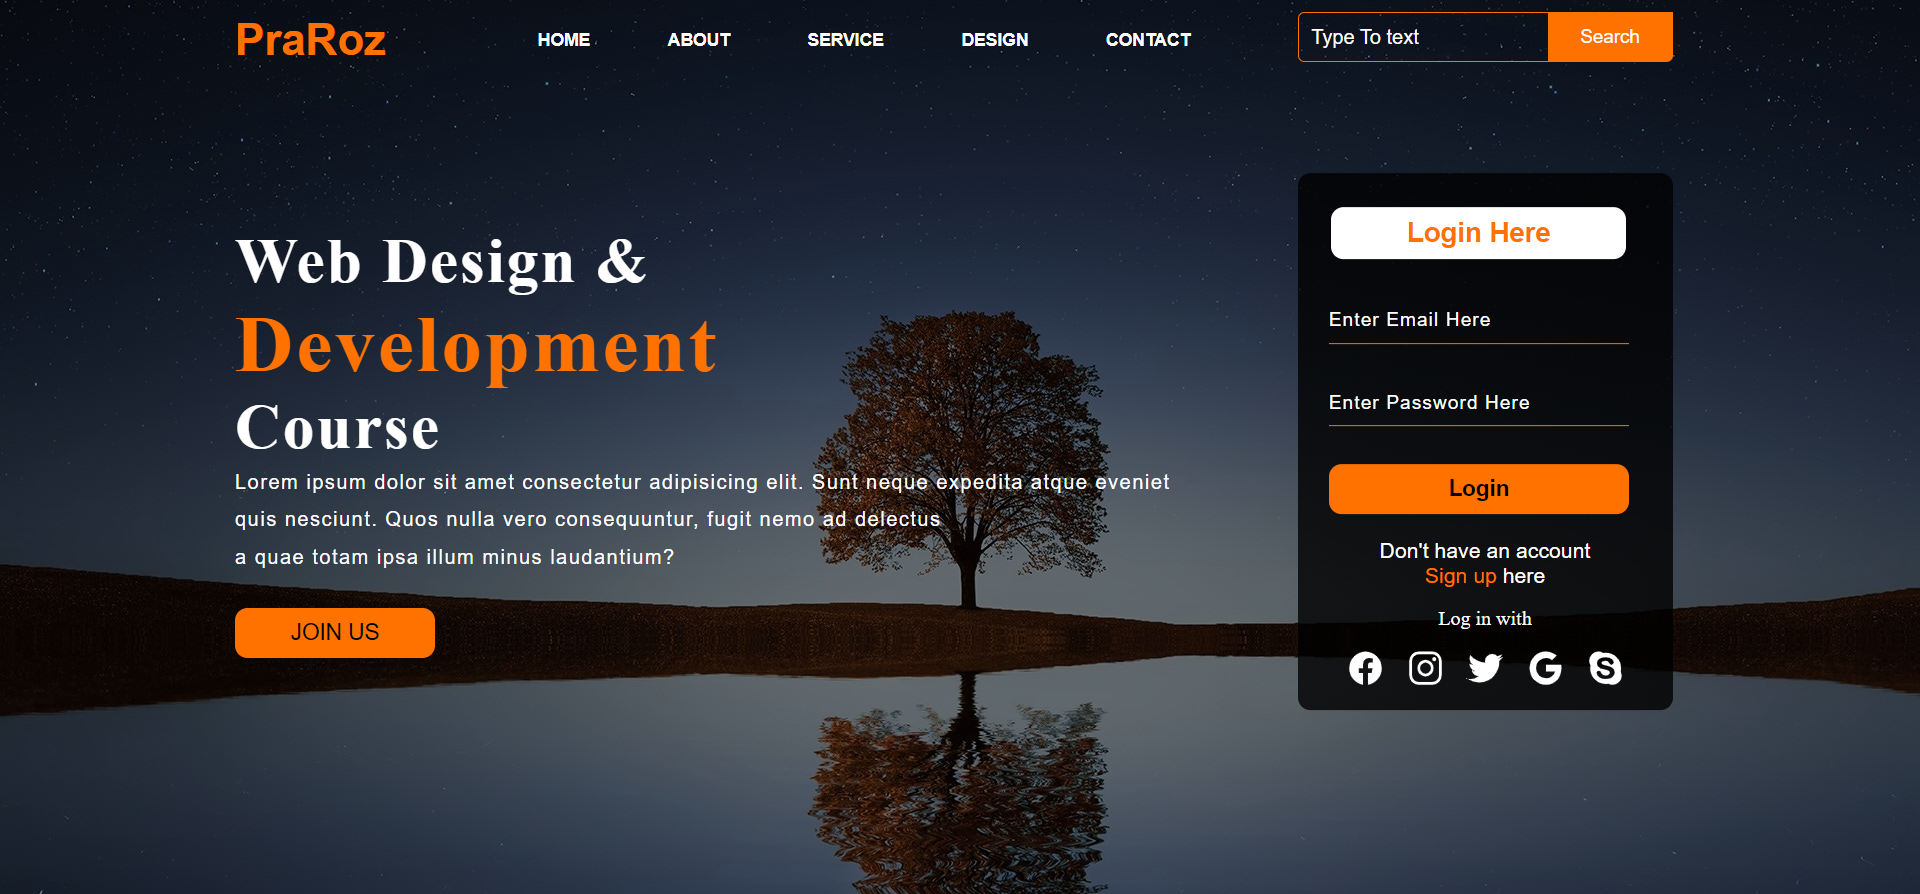 PraRoz
HOME
ABOUT
SERVICE
DESIGN
CONTACT
Type To text
Search
Web Design &
Development
Course
Lorem ipsum dolor sit amet consectetur adipisicing elit. Sunt neque expedita atque eveniet
quis nesciunt. Quos nulla vero consequuntur, fugit nemo ad delectus
a quae totam ipsa illum minus laudantium?
JOIN US
Login Here
Enter Email Here
Enter Password Here
Login
Don't have an account
Sign up here
Log in with